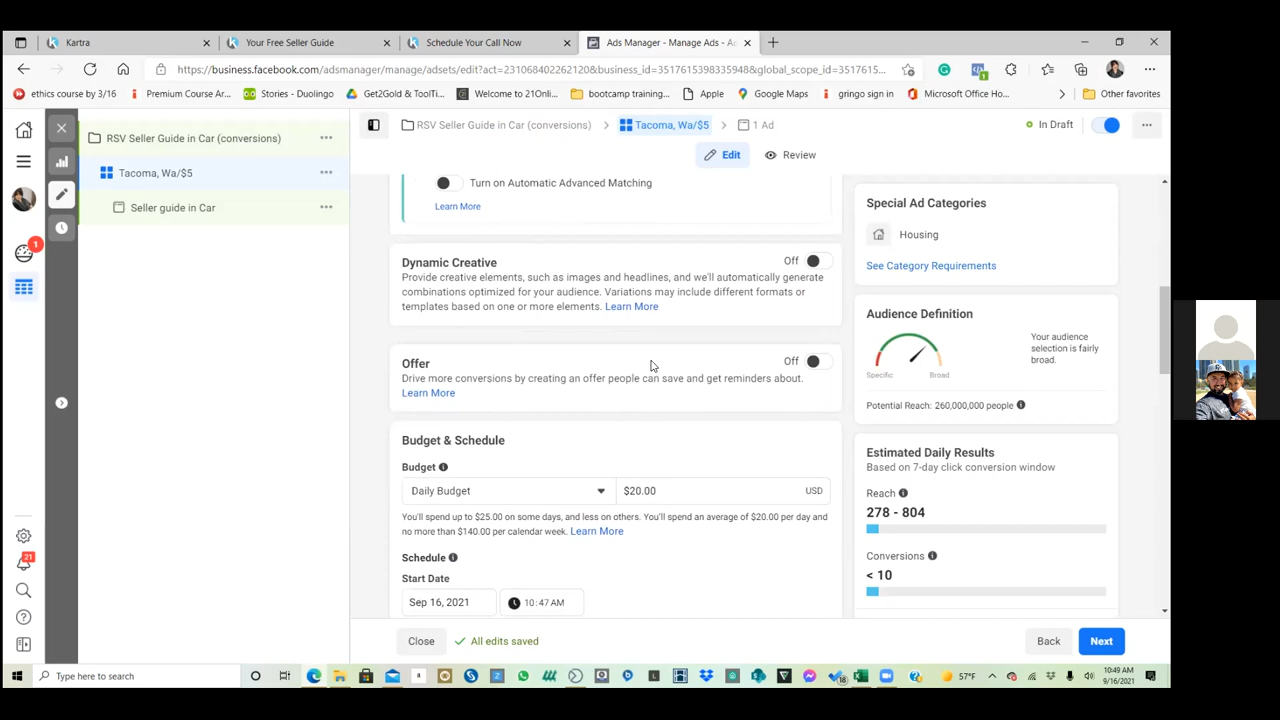 Kartra
Your Free Seller Guide
Schedule Your Call Now
Ads Manager - Manage Ads - Ad
https://business.facebook.com/adsmanager/manage/adsets/edit?act=231068402262120&business_id=3517615398335948&global_scope_id=3517615...
ethics course by 3/16
Premium Course Ar...
Stories - Duolingo
Get2Gold & ToolTi...
Welcome to 21Onli...
bootcamp training...
Apple
Google Maps
gringo sign in
Microsoft Office Ho...
Other favorites
RSV Seller Guide in Car (conversions)
Tacoma, Wa/$5
Seller guide in Car
RSV Seller Guide in Car (conversions)
Tacoma, Wa/$5
1 Ad
In Draft
Edit
Review
Turn on Automatic Advanced Matching
Learn More
Dynamic Creative
Off
Provide creative elements, such as images and headlines, and we'll automatically generate
combinations optimized for your audience. Variations may include different formats or
templates based on one or more elements. Learn More
Offer
Off
Drive more conversions by creating an offer people can save and get reminders about.
Learn More
Budget & Schedule
Budget
Daily Budget
$20.00
USD
You'll spend up to $25.00 on some days, and less on others. You'll spend an average of $20.00 per day and
no more than $140.00 per calendar week. Learn More
Schedule
Start Date
Sep 16, 2021
10:47 AM
Close
All edits saved
Back
Next
Special Ad Categories
Housing
See Category Requirements
Audience Definition
Your audience
selection is fairly
broad.
Specific
Broad
Potential Reach: 260,000,000 people
Estimated Daily Results
Based on 7-day click conversion window
Reach
278 - 804
Conversions
< 10
1
21
Type here to search
18
57°F
10:49 AM
9/16/2021